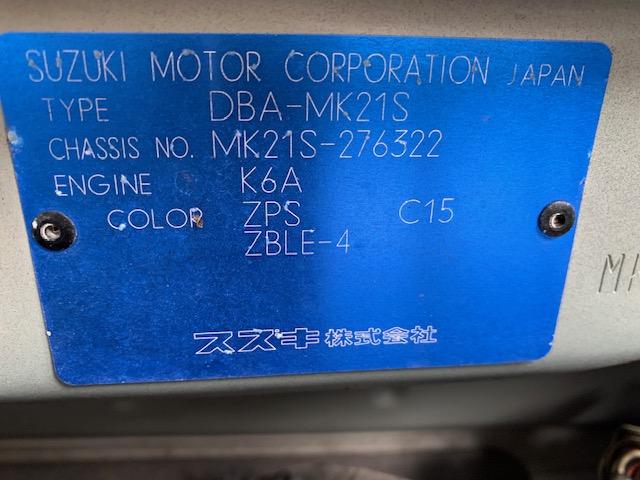 SUZUKI MOTOR CORPORATION JAPAN
TYPE DBA-MK21S
CHASSIS NO. MK21S-276322
ENGINE K6A
COLOR ZPS C15
ZBLE-4
スズキ株式会社